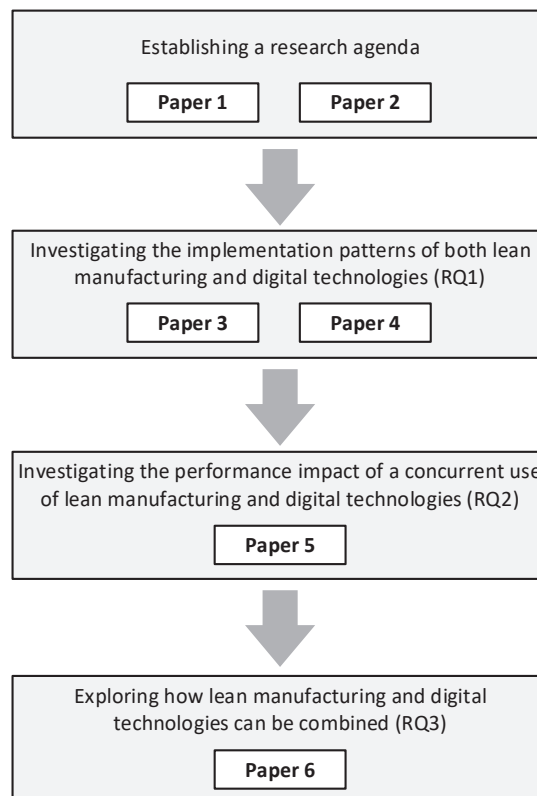 Establishing a research agenda
Paper 1 Paper 2
Investigating the implementation patterns of both lean
manufacturing and digital technologies (RQ1)
Paper 3 Paper 4
Investigating the performance impact of a concurrent use
of lean manufacturing and digital technologies (RQ2)
Paper 5
Exploring how lean manufacturing and digital
technologies can be combined (RQ3)
Paper 6